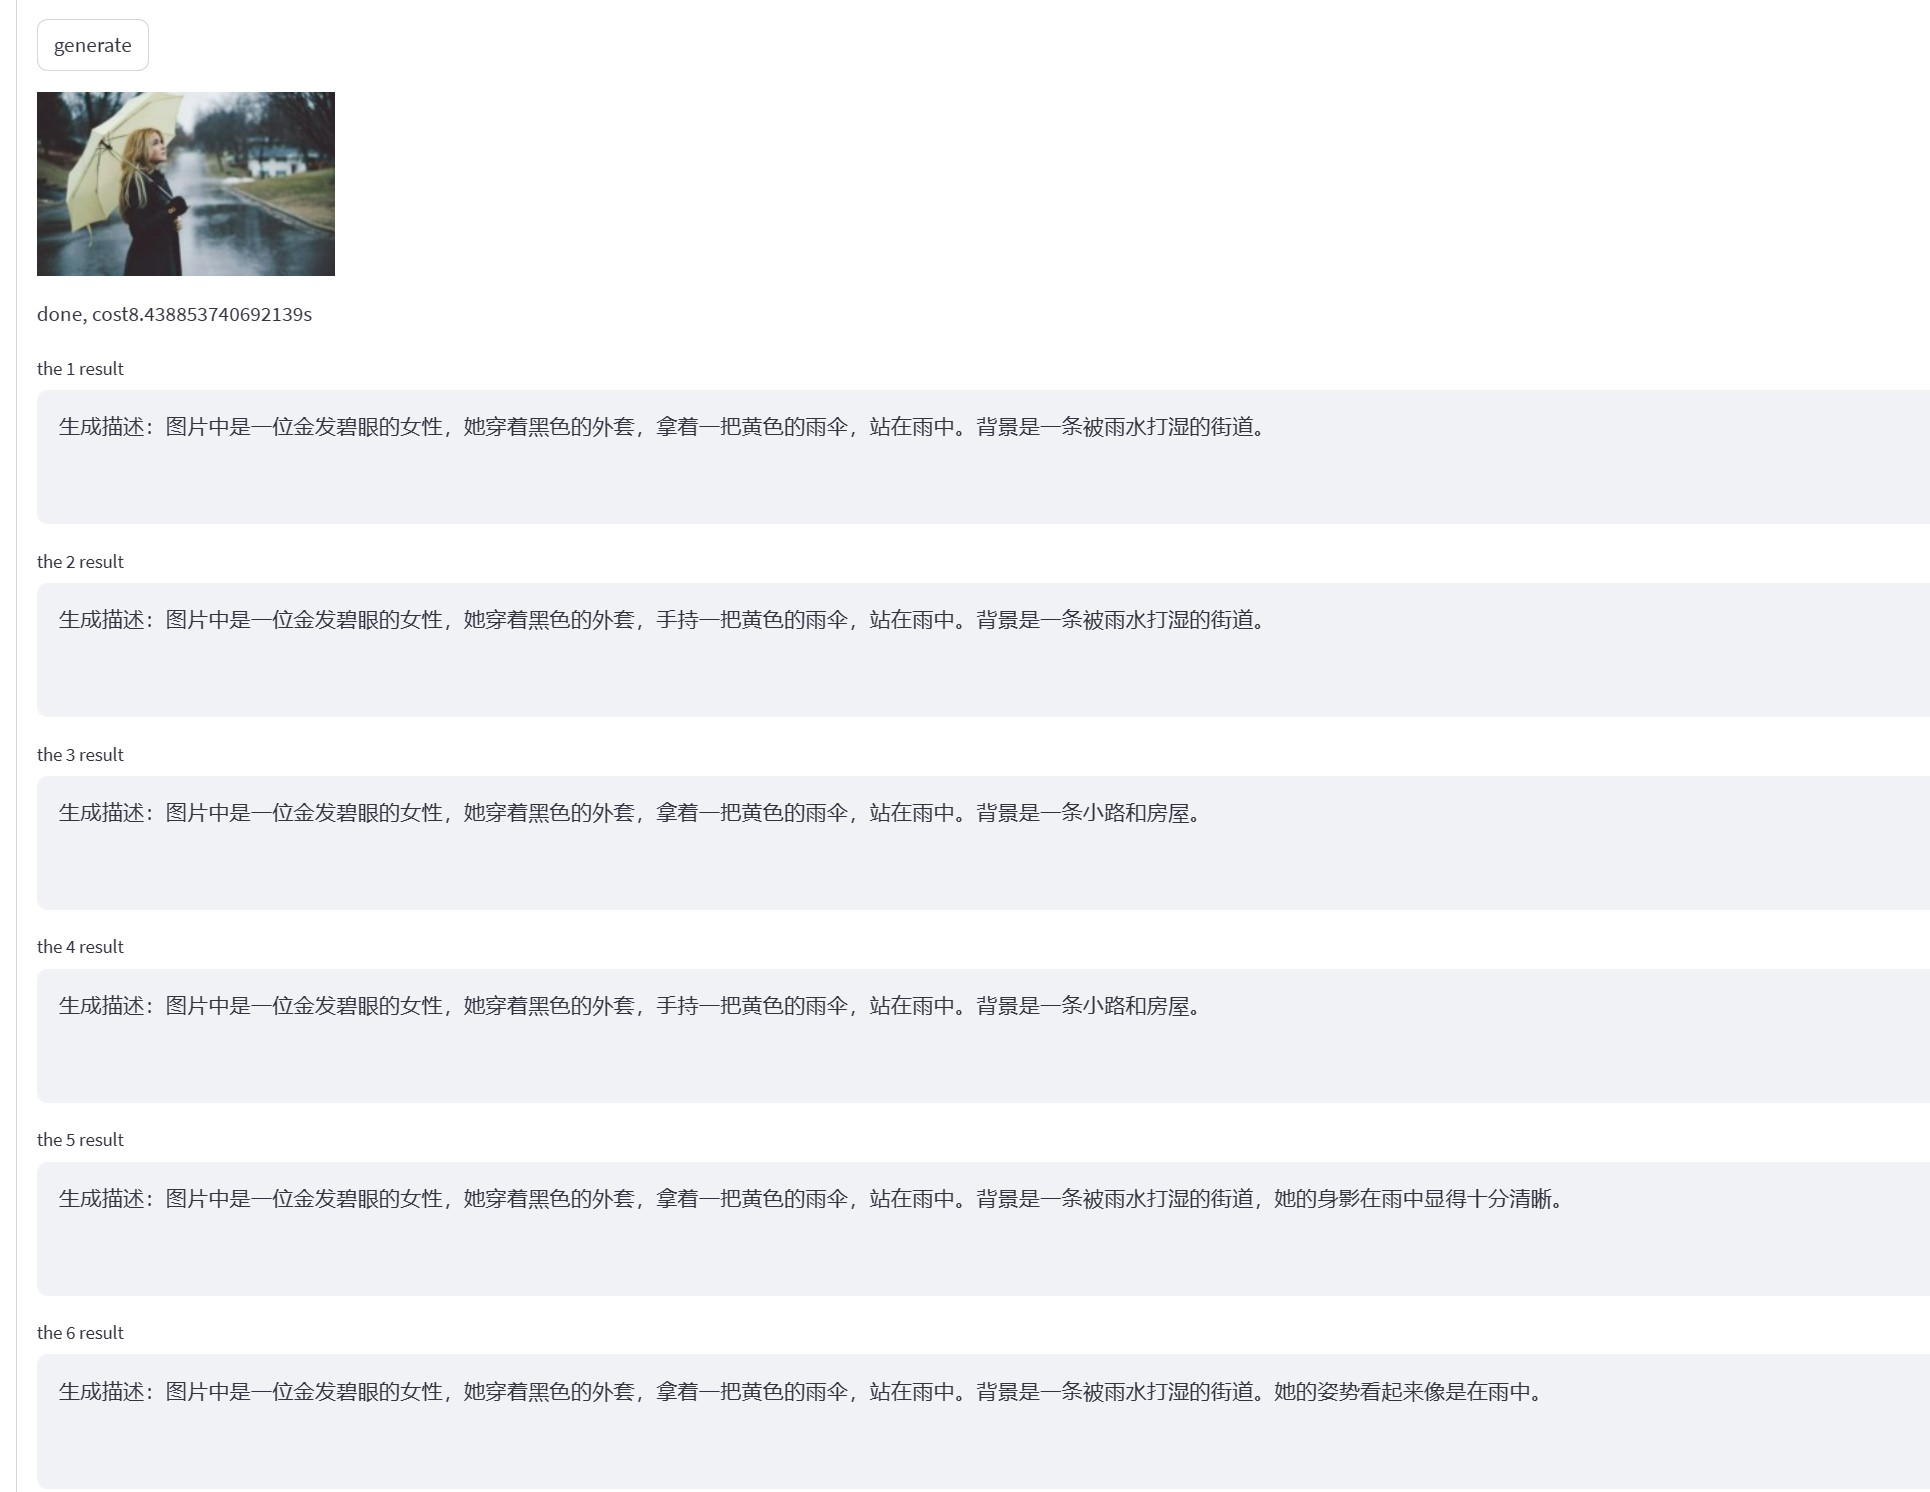 generate
done, cost8.438853740692139s
the 1 result
生成描述：图片中是一位金发碧眼的女性，她穿着黑色的外套，拿着一把黄色的雨伞，站在雨中。背景是一条被雨水打湿的街道。
the 2 result
生成描述：图片中是一位金发碧眼的女性，她穿着黑色的外套，手持一把黄色的雨伞，站在雨中。背景是一条被雨水打湿的街道。
the 3 result
生成描述：图片中是一位金发碧眼的女性，她穿着黑色的外套，拿着一把黄色的雨伞，站在雨中。背景是一条小路和房屋。
the 4 result
生成描述：图片中是一位金发碧眼的女性，她穿着黑色的外套，手持一把黄色的雨伞，站在雨中。背景是一条小路和房屋。
the 5 result
生成描述：图片中是一位金发碧眼的女性，她穿着黑色的外套，拿着一把黄色的雨伞，站在雨中。背景是一条被雨水打湿的街道，她的身影在雨中显得十分清晰。
the 6 result
生成描述：图片中是一位金发碧眼的女性，她穿着黑色的外套，拿着一把黄色的雨伞，站在雨中。背景是一条被雨水打湿的街道。她的姿势看起来像是在雨中。